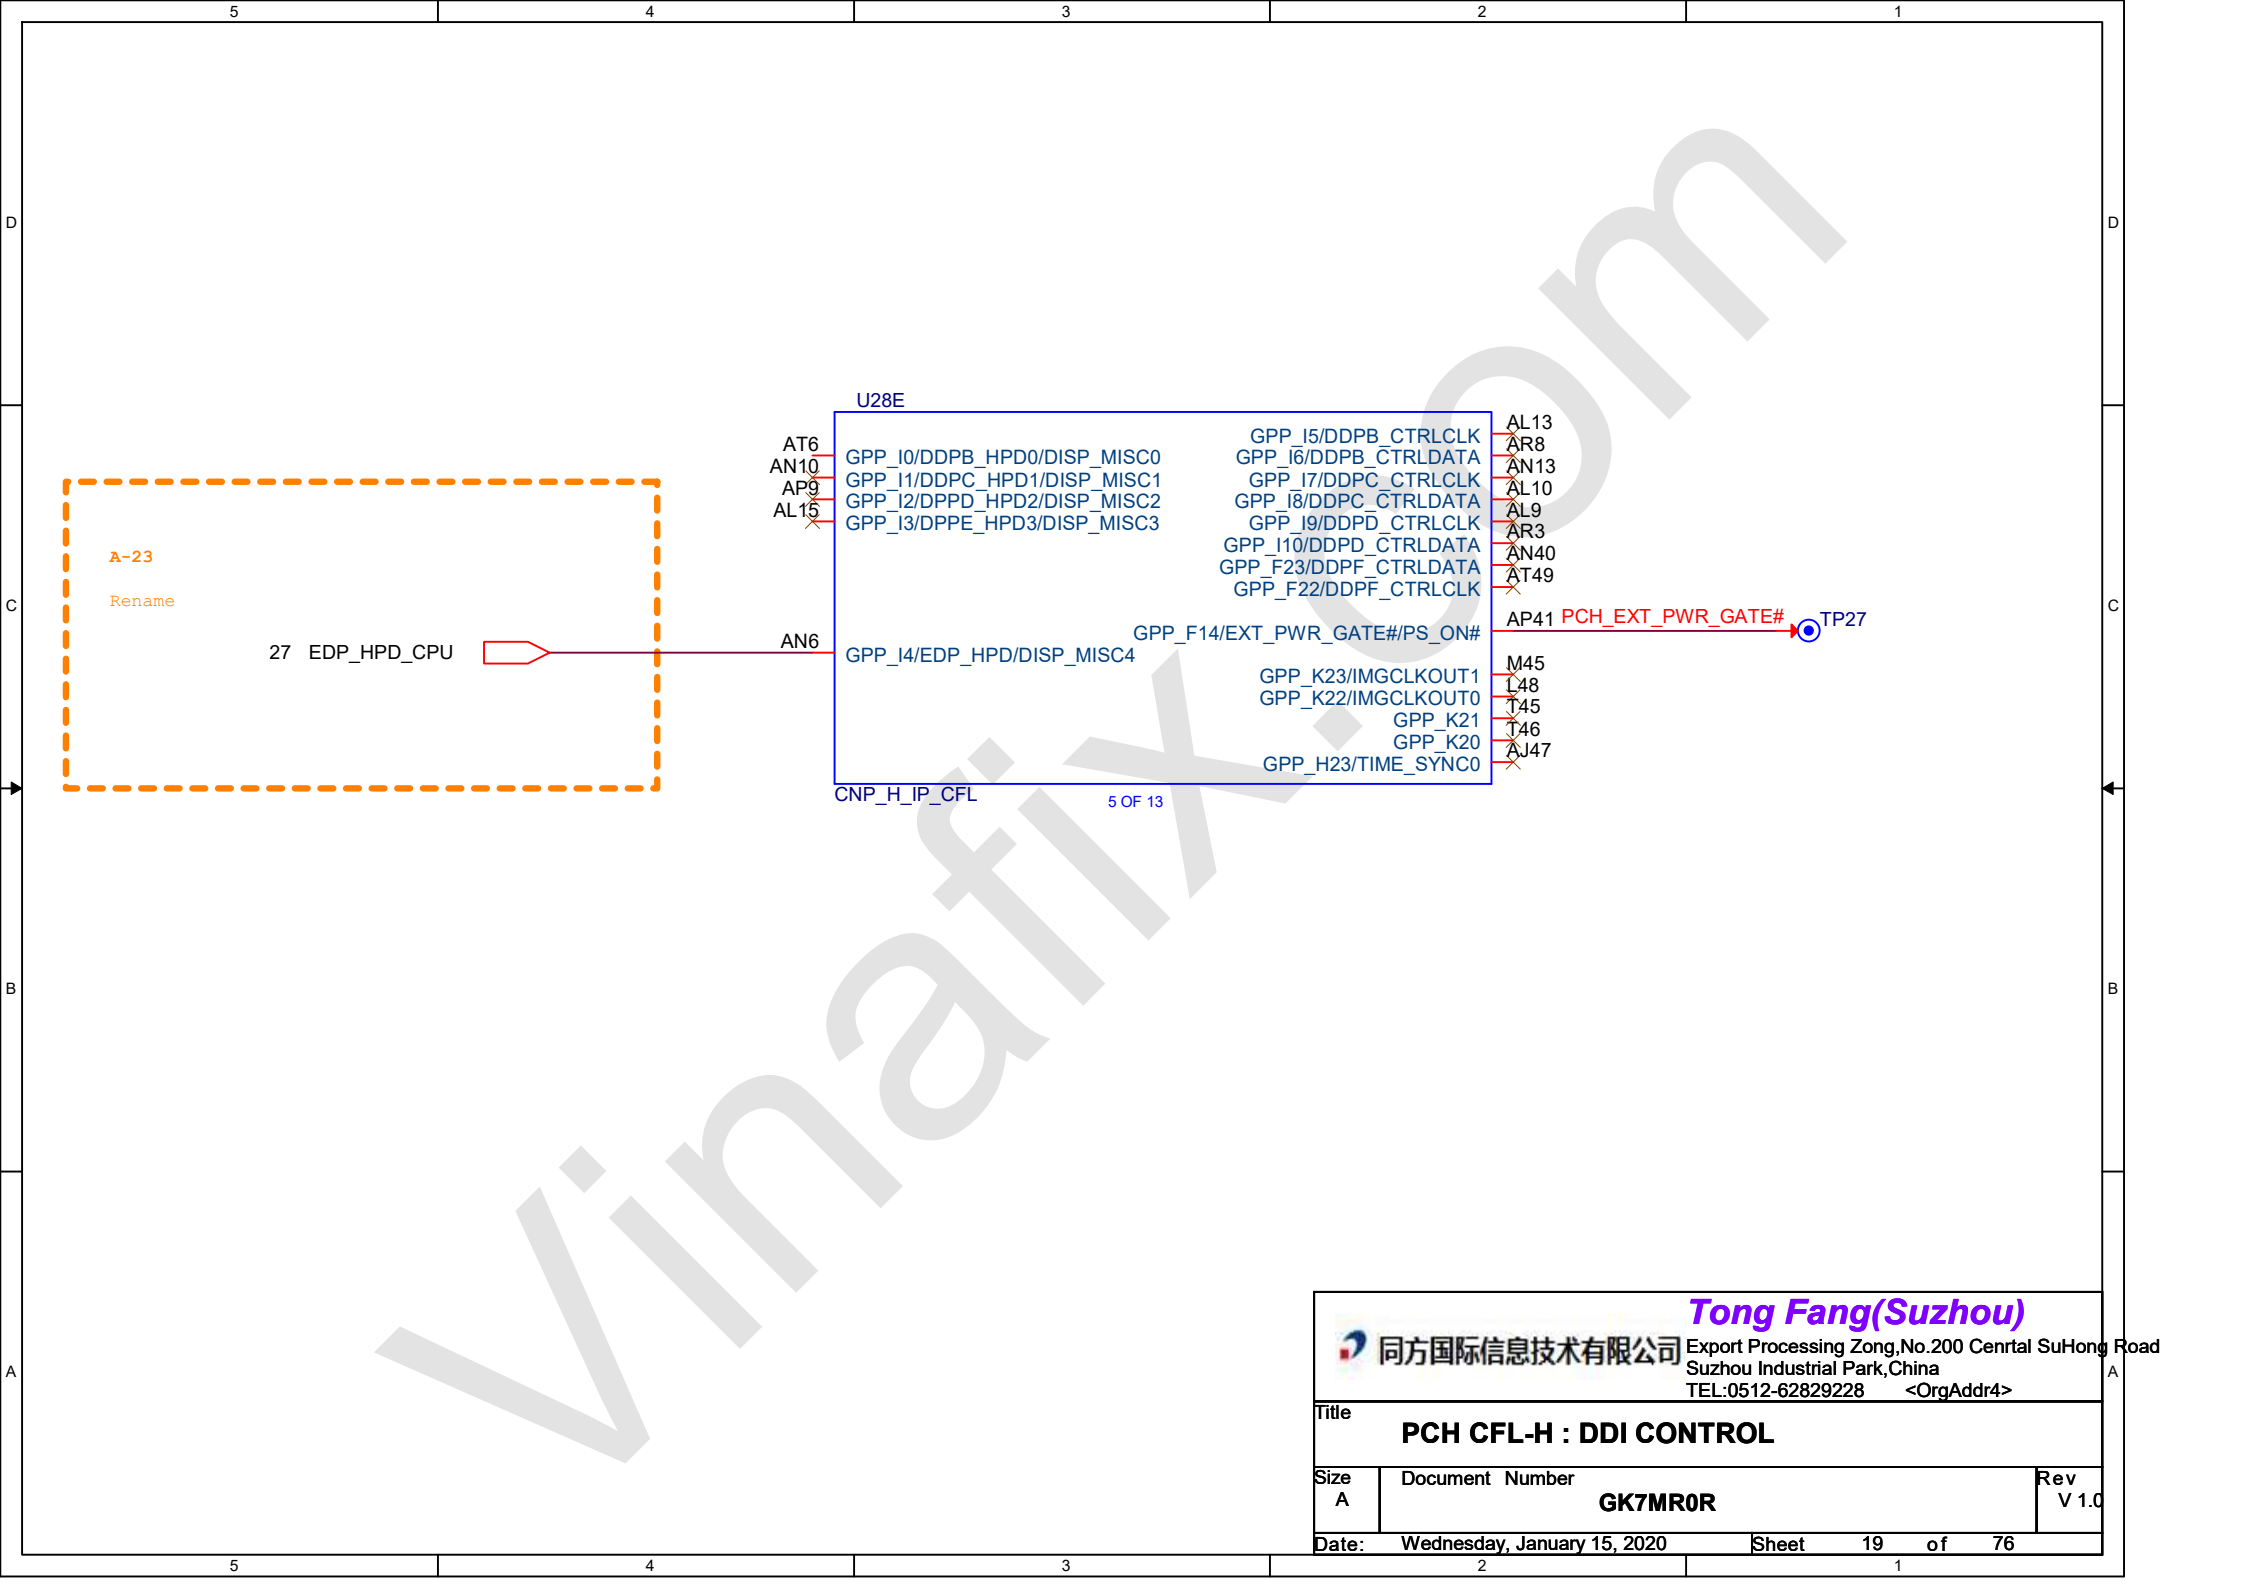 5 4 3 2 1
D D
U28E
AT6 GPP_I0/DDPB_HPD0/DISP_MISC0
AN10 GPP_I1/DDPC_HPD1/DISP_MISC1
AP9 GPP_I2/DPPD_HPD2/DISP_MISC2
AL15 GPP_I3/DPPE_HPD3/DISP_MISC3
GPP_I5/DDPB_CTRLCLK AL13
GPP_I6/DDPB_CTRLDATA AR8
GPP_I7/DDPC_CTRLCLK AN13
GPP_I8/DDPC_CTRLDATA AL10
GPP_I9/DDPD_CTRLCLK AL9
GPP_I10/DDPD_CTRLDATA AR3
GPP_F23/DDPF_CTRLDATA AN40
GPP_F22/DDPF_CTRLCLK AT49
A-23
Rename
C C
GPP_F14/EXT_PWR_GATE#/PS_ON# AP41 PCH_EXT_PWR_GATE# TP27
27 EDP_HPD_CPU AN6 GPP_I4/EDP_HPD/DISP_MISC4
GPP_K23/IMGCLKOUT1 M45
GPP_K22/IMGCLKOUT0 L48
GPP_K21 T45
GPP_K20 T46
GPP_H23/TIME_SYNC0 AJ47
CNP_H_IP_CFL 5 OF 13
vinafix.com
B B
同方国际信息技术有限公司
Tong Fang(Suzhou)
Export Processing Zong,No.200 Cenrtal SuHong Road
Suzhou Industrial Park,China
TEL:0512-62829228 <OrgAddr4>
A A
Title
PCH CFL-H : DDI CONTROL
Size Document Number Rev
A GK7MR0R V 1.0
Date: Wednesday, January 15, 2020 Sheet 19 of 76
5 4 3 2 1